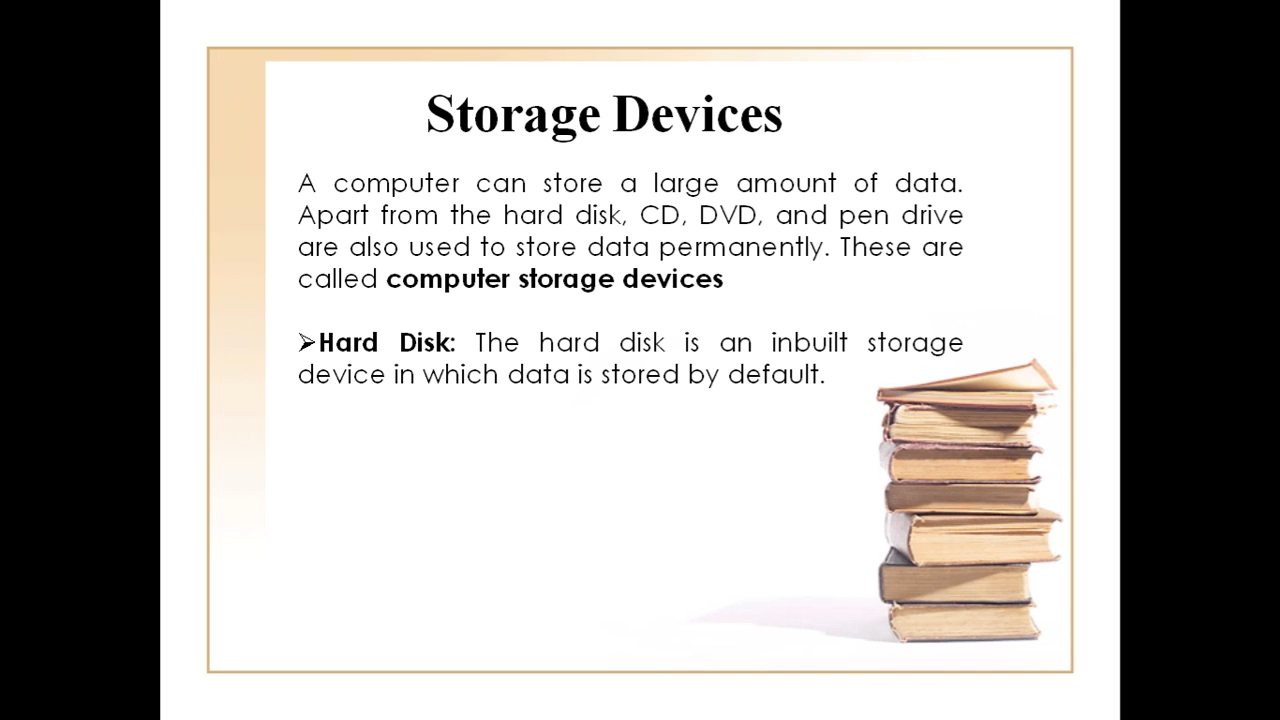 Storage Devices
A computer can store a large amount of data.
Apart from the hard disk, CD, DVD, and pen drive
are also used to store data permanently. These are
called computer storage devices
➢Hard Disk: The hard disk is an inbuilt storage
device in which data is stored by default.